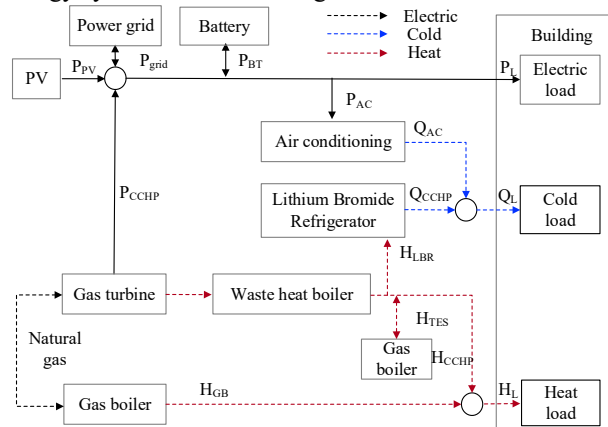 Power grid
Battery
Electric
Cold
Heat
Building
PV
P_PV
P_grid
P_BT
P_L
Electric
load
P_AC
Air conditioning
Q_AC
P_CCHP
Lithium Bromide
Refrigerator
Q_CCHP
Q_L
Cold
load
H_LBR
Gas turbine
Waste heat boiler
H_TES
Natural
gas
Gas
boiler
H_CCHP
Gas boiler
H_GB
H_L
Heat
load